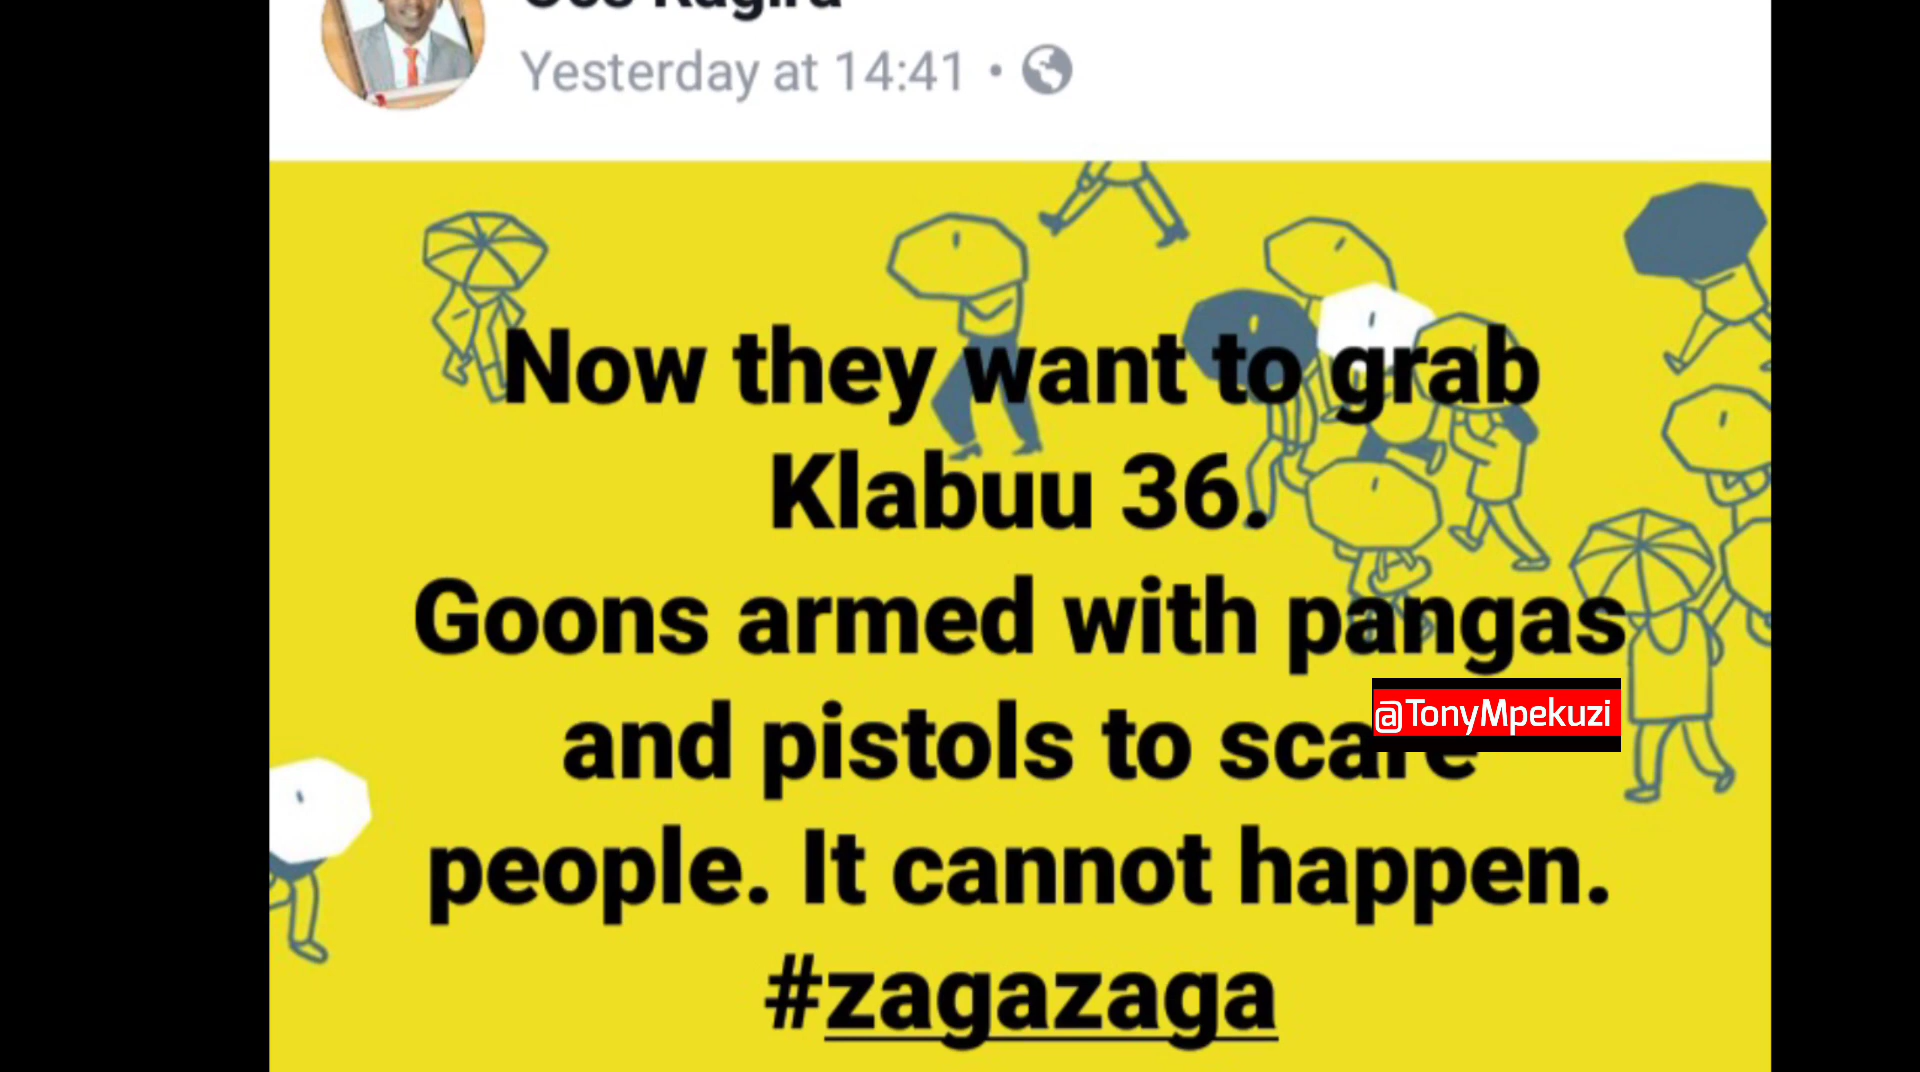 Yesterday at 14:41
Now they want to grab
Klabuu 36.
Goons armed with pangas
and pistols to scare
@TonyMpekuzi
people. It cannot happen.
#zagazaga